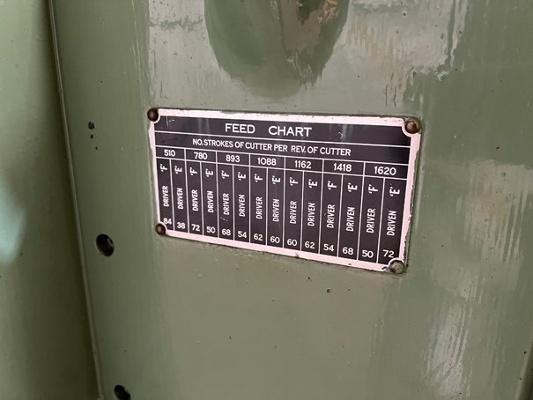 FEED CHART
NO. STROKES OF CUTTER PER REV. OF CUTTER
510 780 893 1088 1162 1418 1620
DRIVER "F" DRIVEN "E" DRIVER "F" DRIVEN "E" DRIVER "F" DRIVEN "E" DRIVER "F" DRIVEN "E" DRIVER "F" DRIVEN "E" DRIVER "F" DRIVEN "E" DRIVER "F" DRIVEN "E"
84 38 72 50 68 54 62 60 60 62 54 68 50 72